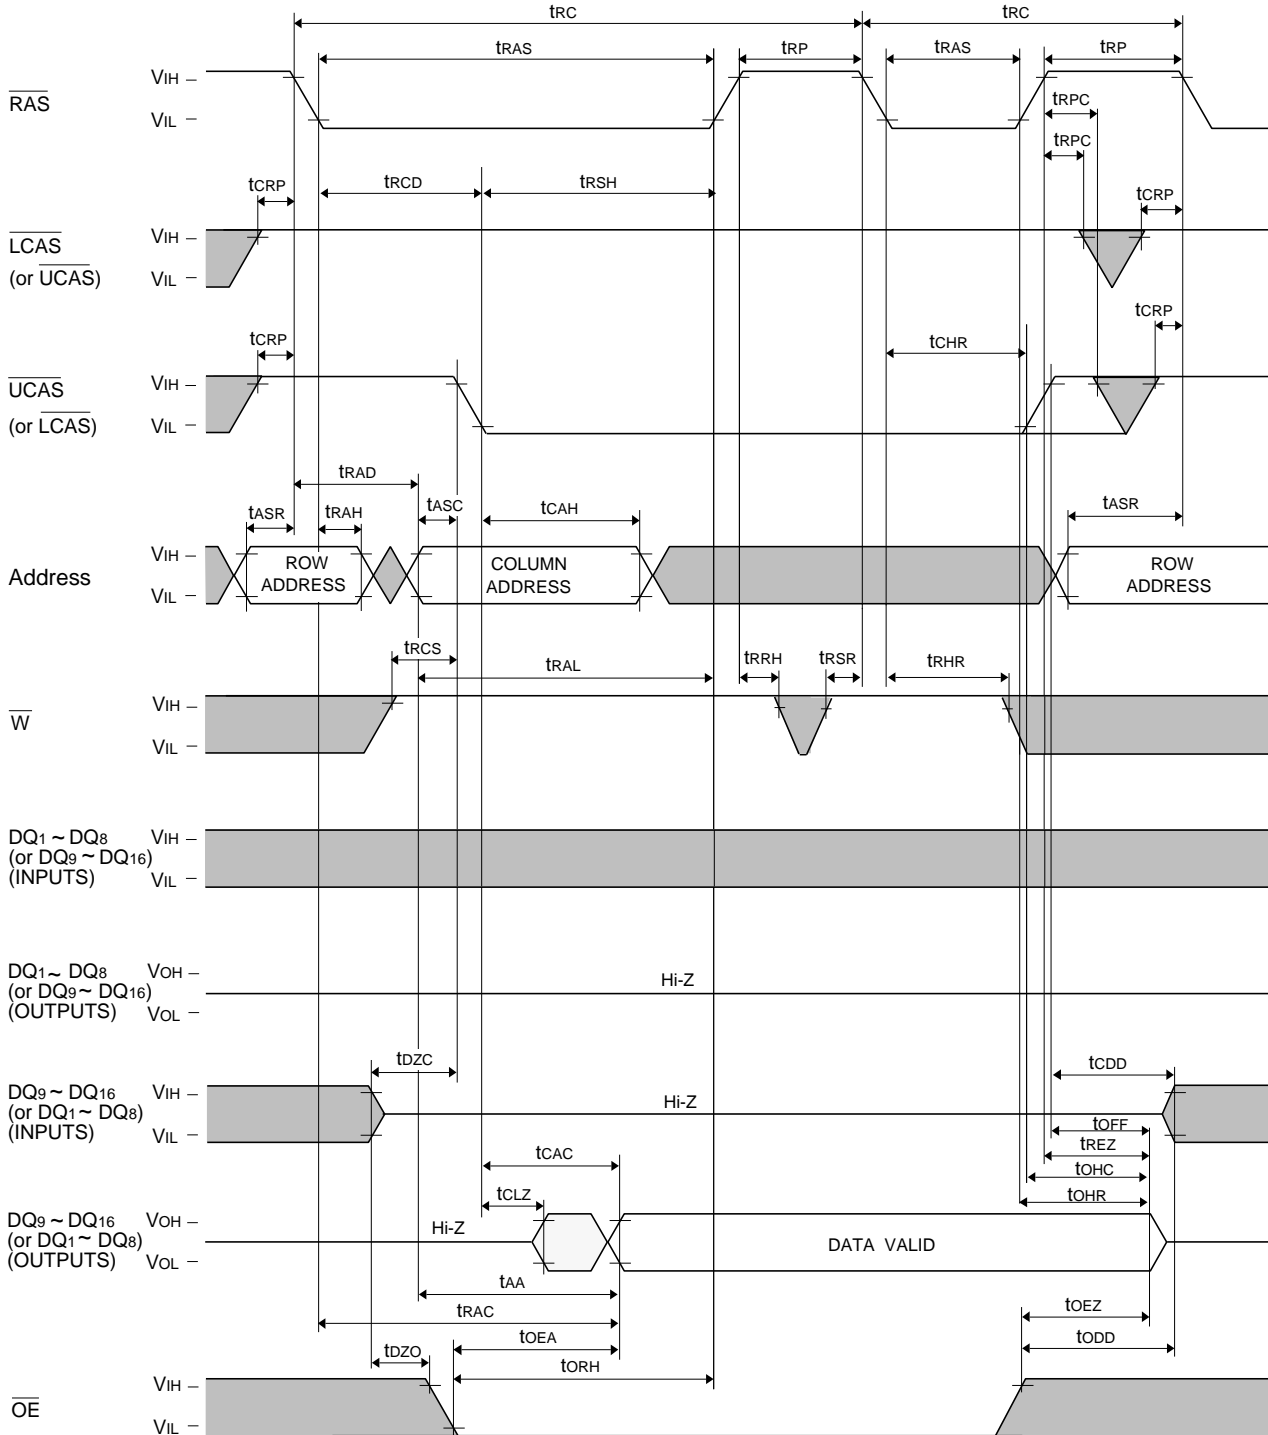 tRC tRC
tRAS tRP tRAS tRP
RAS VIH
VIL
tRPC
tRPC
tCRP tRCD tRSH tCRP
LCAS VIH
(or UCAS) VIL
tCRP tCHR tCRP
UCAS VIH
(or LCAS) VIL
tRAD
tASR tRAH tASC tCAH tASR
Address VIH
VIL
ROW ADDRESS
COLUMN ADDRESS
ROW ADDRESS
tRCS tRAL tRRH tRSR tRHR
W VIH
VIL
DQ1 ~ DQ8 VIH
(or DQ9 ~ DQ16)
(INPUTS) VIL
DQ1 ~ DQ8 VOH
(or DQ9 ~ DQ16) Hi-Z
(OUTPUTS) VOL
tDZC tCDD
DQ9 ~ DQ16 VIH
(or DQ1 ~ DQ8) Hi-Z
(INPUTS) VIL
tOFF
tREZ
tCAC tOHC
tCLZ tOHR
DQ9 ~ DQ16 VOH
(or DQ1 ~ DQ8) Hi-Z DATA VALID
(OUTPUTS) VOL
tAA
tRAC tOEZ
tOEA tODD
tDZO tORH
OE VIH
VIL